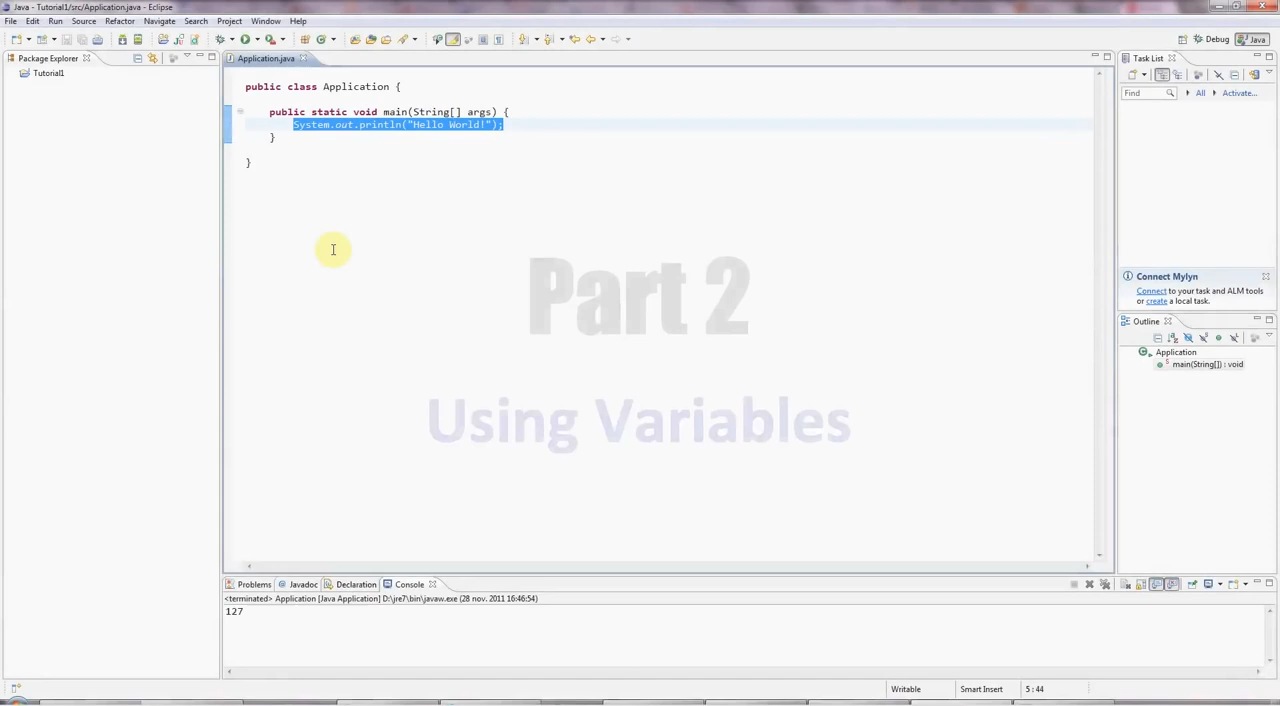 Java - Tutorial1/src/Application.java - Eclipse
File Edit Run Source Refactor Navigate Search Project Window Help
Debug Java
Package Explorer
Tutorial1
Application.java
public class Application {
public static void main(String[] args) {
System.out.println("Hello World!");
}
}
Part 2
Using Variables
Task List
Find All Activate...
Connect Mylyn
Connect to your task and ALM tools
or create a local task.
Outline
Application
main(String[]) : void
Problems Javadoc Declaration Console
<terminated> Application [Java Application] D:\jre7\bin\javaw.exe (28 nov. 2011 16:46:54)
127
Writable Smart Insert 5 : 44